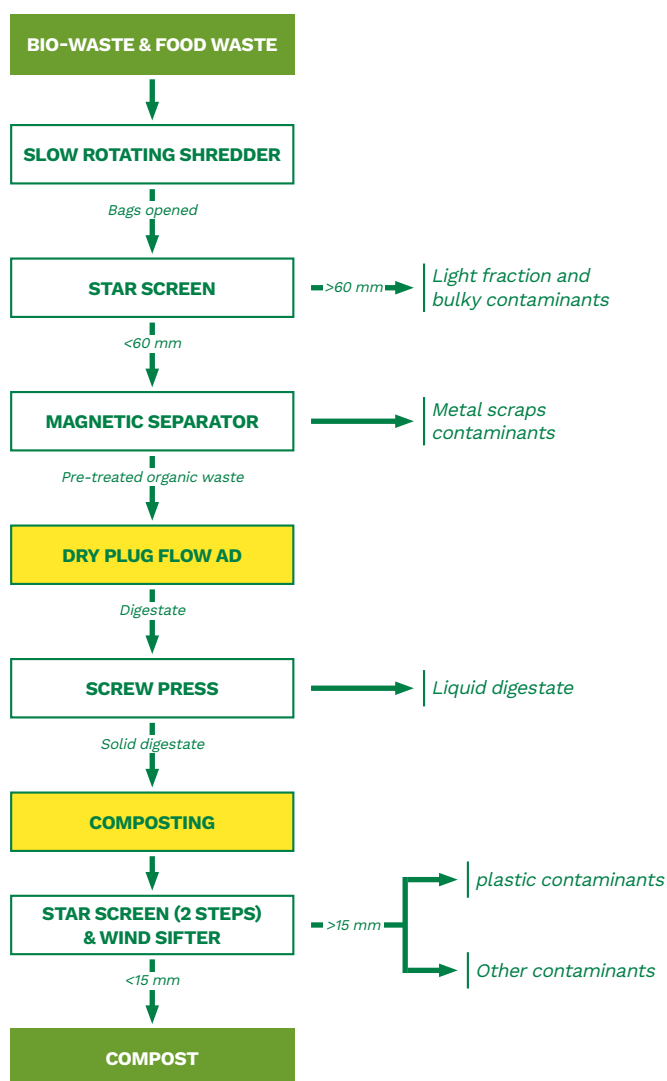 BIO-WASTE & FOOD WASTE
SLOW ROTATING SHREDDER
Bags opened
STAR SCREEN
>60 mm
Light fraction and
bulky contaminants
<60 mm
MAGNETIC SEPARATOR
Metal scraps
contaminants
Pre-treated organic waste
DRY PLUG FLOW AD
Digestate
SCREW PRESS
Liquid digestate
Solid digestate
COMPOSTING
STAR SCREEN (2 STEPS)
& WIND SIFTER
>15 mm
plastic contaminants
Other contaminants
<15 mm
COMPOST